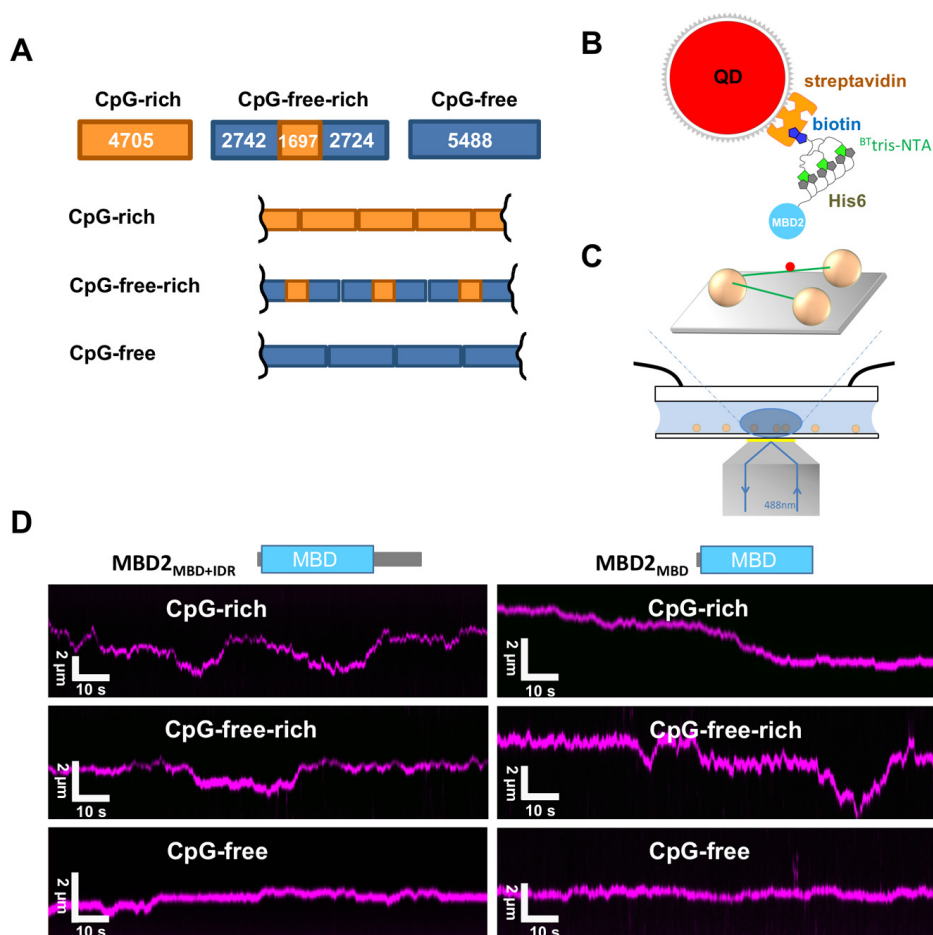 A
CpG-rich
CpG-free-rich
CpG-free
4705
2742 1697 2724
5488
CpG-rich
CpG-free-rich
CpG-free
B
QD
streptavidin
biotin
BTtris-NTA
His6
MBD2
C
488nm
D
MBD2MBD+IDR
MBD
MBD2MBD
MBD
CpG-rich
2 µm
10 s
CpG-rich
2 µm
10 s
CpG-free-rich
2 µm
10 s
CpG-free-rich
2 µm
10 s
CpG-free
2 µm
10 s
CpG-free
2 µm
10 s